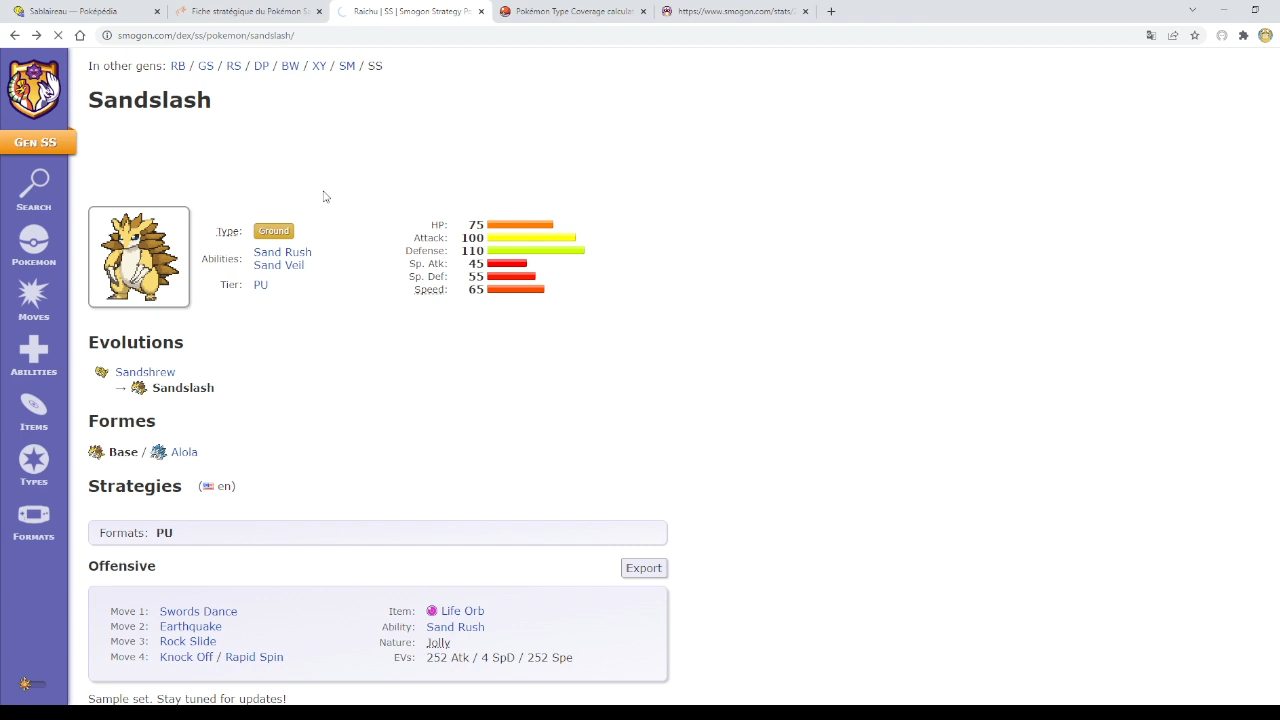 Sablaireau — Poképédia
Fiche stratégique du Pokémon S
Raichu | SS | Smogon Strategy Po
Pokémon Type Coverage calcula
https://www.smogon.com/stats/
smogon.com/dex/ss/pokemon/sandslash/
In other gens: RB / GS / RS / DP / BW / XY / SM / SS
Sandslash
GEN SS
SEARCH
POKEMON
MOVES
ABILITIES
ITEMS
TYPES
FORMATS
Type: Ground
Abilities: Sand Rush
Sand Veil
Tier: PU
HP: 75
Attack: 100
Defense: 110
Sp. Atk: 45
Sp. Def: 55
Speed: 65
Evolutions
Sandshrew
→ Sandslash
Formes
Base / Alola
Strategies (en)
Formats: PU
Offensive
Export
Move 1: Swords Dance
Move 2: Earthquake
Move 3: Rock Slide
Move 4: Knock Off / Rapid Spin
Item: Life Orb
Ability: Sand Rush
Nature: Jolly
EVs: 252 Atk / 4 SpD / 252 Spe
Sample set. Stay tuned for updates!